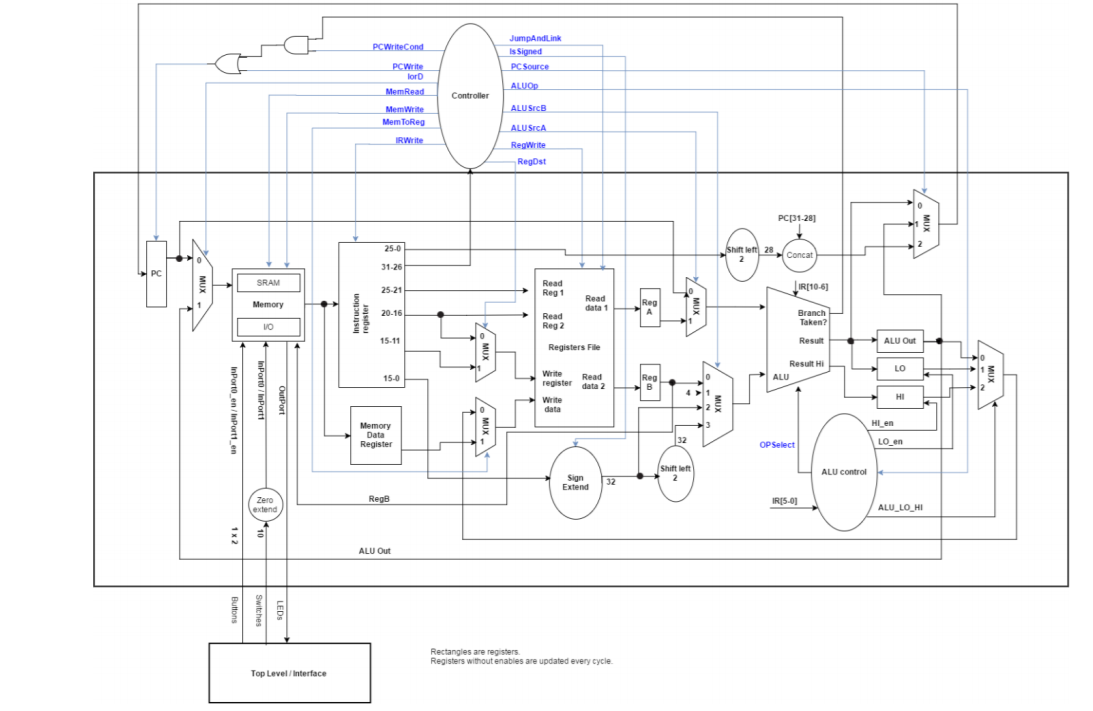 JumpAndLink
PCWriteCond
IsSigned
PCWrite
PCSource
IorD
MemRead
ALUOp
Controller
MemWrite
ALUSrcB
MemToReg
ALUSrcA
IRWrite
RegWrite
RegDst
PC[31-28]
0
MUX
1
2
25-0
Shift left
2
28
Concat
PC
0
MUX
1
31-26
SRAM
Memory
I/O
Instruction
register
25-21
20-16
15-11
15-0
Read
Reg 1
Read
Reg 2
Read
data 1
Registers File
Read
data 2
Write
register
Write
data
0
MUX
1
Reg
A
0
MUX
1
IR[10-6]
Branch
Taken?
Result
Result Hi
ALU
ALU Out
LO
HI
0
1
2
MUX
Reg
B
0
4
1
2
3
MUX
InPort0_en / InPort1_en
InPort0 / InPort1
OutPort
Memory
Data
Register
0
MUX
1
HI_en
LO_en
OPSelect
ALU control
32
Sign
Extend
32
Shift left
2
RegB
Zero
extend
IR[5-0]
ALU_LO_HI
1 x 2
10
ALU Out
Buttons
Switches
LEDs
Top Level / Interface
Rectangles are registers.
Registers without enables are updated every cycle.